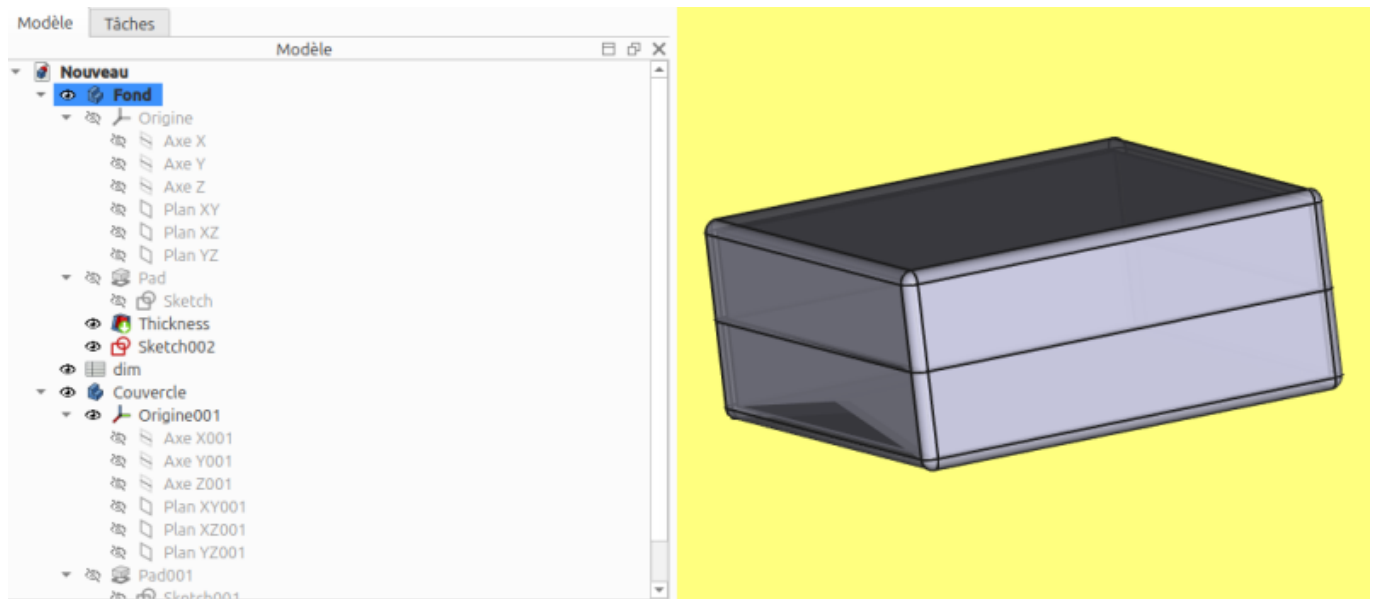 Modèle Tâches
Modèle
Nouveau
Fond
Origine
Axe X
Axe Y
Axe Z
Plan XY
Plan XZ
Plan YZ
Pad
Sketch
Thickness
Sketch002
dim
Couvercle
Origine001
Axe X001
Axe Y001
Axe Z001
Plan XY001
Plan XZ001
Plan YZ001
Pad001
Sketch001